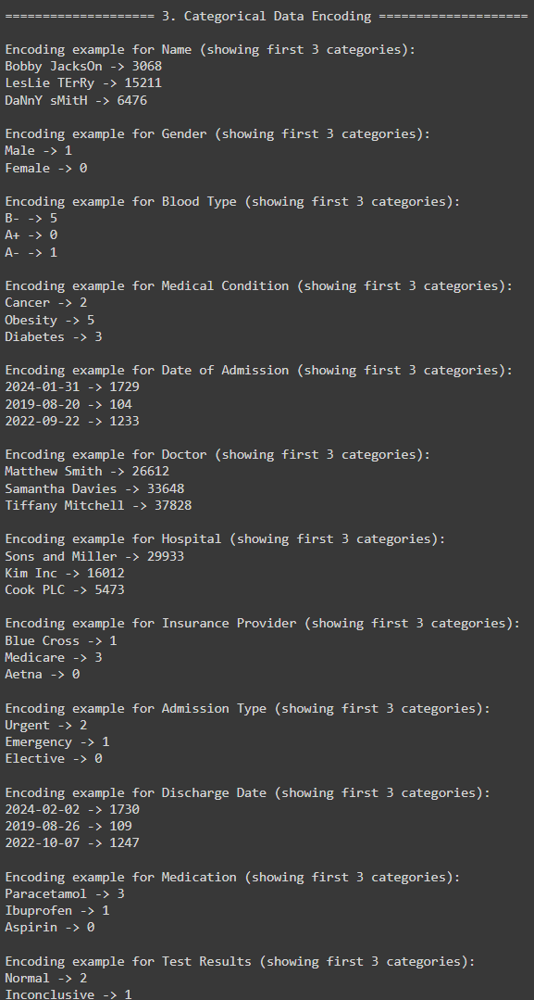 ==================== 3. Categorical Data Encoding ====================
Encoding example for Name (showing first 3 categories):
Bobby JacksOn -> 3068
LesLie TErRy -> 15211
DaNnY sMitH -> 6476
Encoding example for Gender (showing first 3 categories):
Male -> 1
Female -> 0
Encoding example for Blood Type (showing first 3 categories):
B- -> 5
A+ -> 0
A- -> 1
Encoding example for Medical Condition (showing first 3 categories):
Cancer -> 2
Obesity -> 5
Diabetes -> 3
Encoding example for Date of Admission (showing first 3 categories):
2024-01-31 -> 1729
2019-08-20 -> 104
2022-09-22 -> 1233
Encoding example for Doctor (showing first 3 categories):
Matthew Smith -> 26612
Samantha Davies -> 33648
Tiffany Mitchell -> 37828
Encoding example for Hospital (showing first 3 categories):
Sons and Miller -> 29933
Kim Inc -> 16012
Cook PLC -> 5473
Encoding example for Insurance Provider (showing first 3 categories):
Blue Cross -> 1
Medicare -> 3
Aetna -> 0
Encoding example for Admission Type (showing first 3 categories):
Urgent -> 2
Emergency -> 1
Elective -> 0
Encoding example for Discharge Date (showing first 3 categories):
2024-02-02 -> 1730
2019-08-26 -> 109
2022-10-07 -> 1247
Encoding example for Medication (showing first 3 categories):
Paracetamol -> 3
Ibuprofen -> 1
Aspirin -> 0
Encoding example for Test Results (showing first 3 categories):
Normal -> 2
Inconclusive -> 1